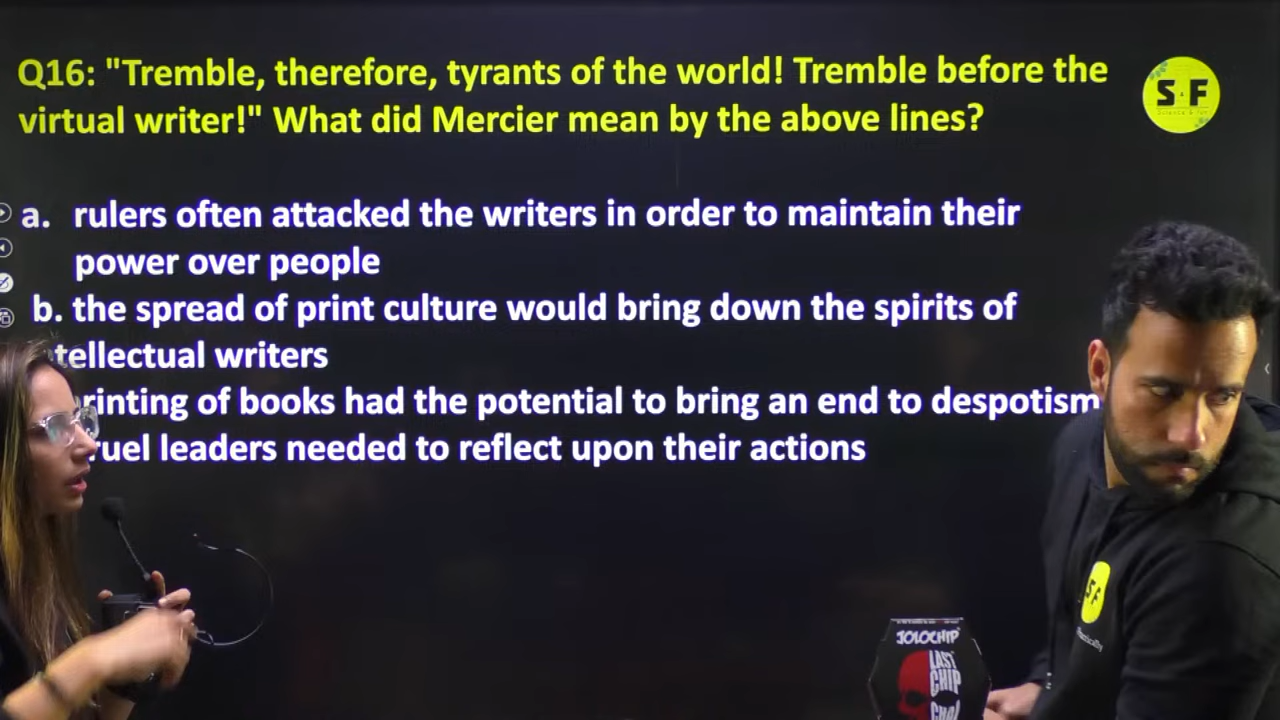 Q16: "Tremble, therefore, tyrants of the world! Tremble before the
virtual writer!" What did Mercier mean by the above lines?
S F
a. rulers often attacked the writers in order to maintain their
power over people
b. the spread of print culture would bring down the spirits of
tellectual writers
rinting of books had the potential to bring an end to despotism
ruel leaders needed to reflect upon their actions
SF
JOLOCHIP
LAST
CHIP